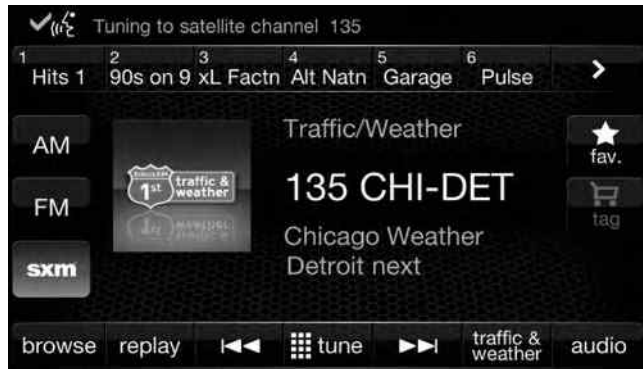 Tuning to satellite channel 135
1 2 3 4 5 6
Hits 1 90s on 9 xL Factn Alt Natn Garage Pulse
AM
FM
sxm
1st traffic & weather
Traffic/Weather
135 CHI-DET
Chicago Weather
Detroit next
fav.
tag
browse replay tune traffic & weather audio